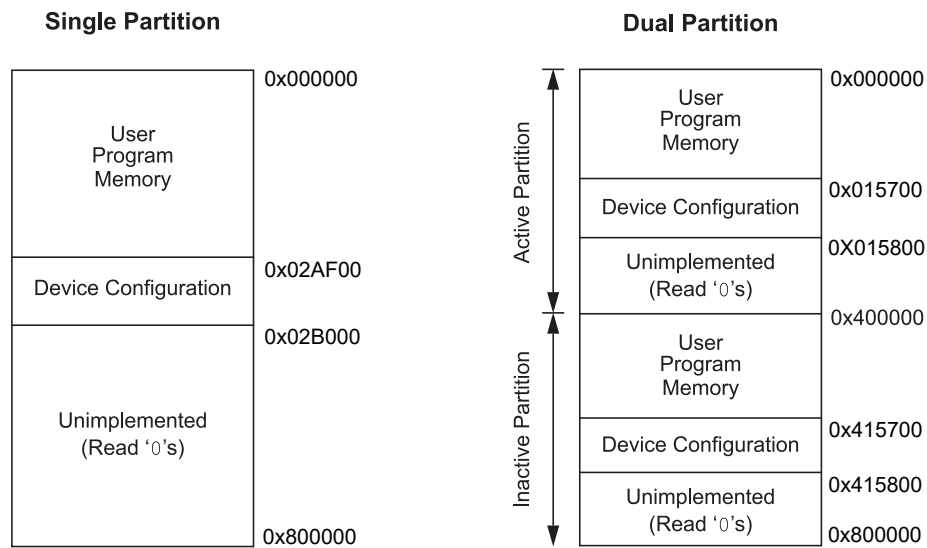 Single Partition
0x000000
User
Program
Memory
0x02AF00
Device Configuration
0x02B000
Unimplemented
(Read ‘0’s)
0x800000
Dual Partition
Active Partition
0x000000
User
Program
Memory
0x015700
Device Configuration
0X015800
Unimplemented
(Read ‘0’s)
0x400000
Inactive Partition
User
Program
Memory
0x415700
Device Configuration
0x415800
Unimplemented
(Read ‘0’s)
0x800000